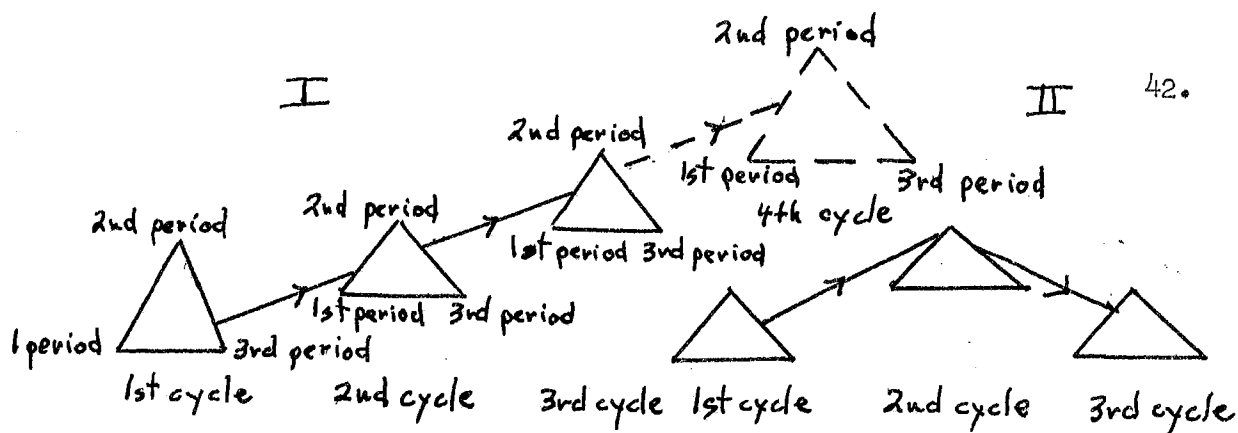 2nd period
I
II
42.
2nd period
1st period
3rd period
4th cycle
2nd period
2nd period
1st period 3rd period
1st period 3rd period
1 period
3rd period
1st cycle
2nd cycle
3rd cycle
1st cycle
2nd cycle
3rd cycle